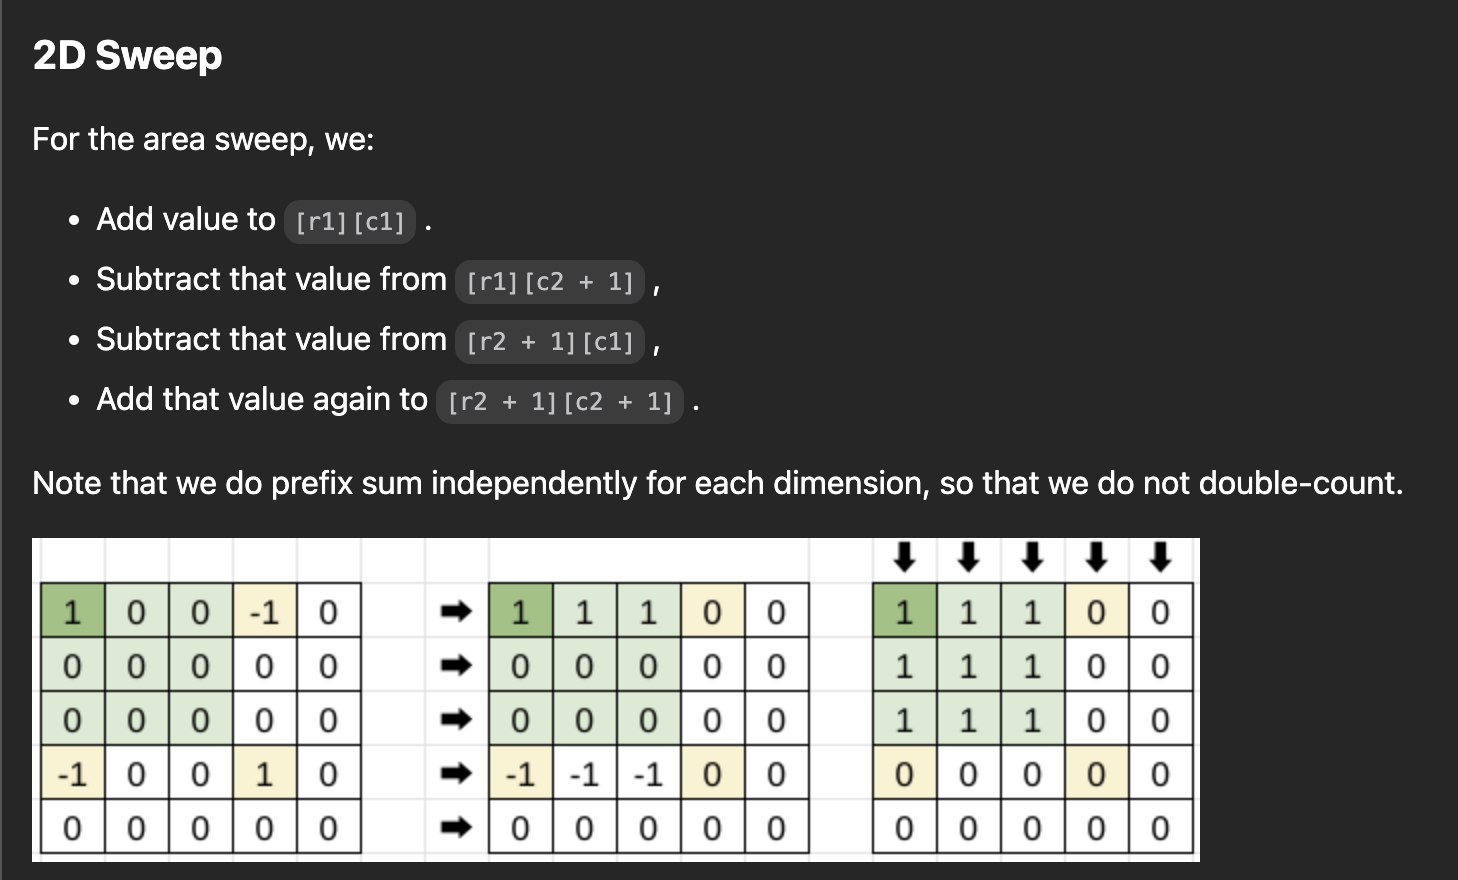 2D Sweep
For the area sweep, we:
• Add value to [r1][c1] .
• Subtract that value from [r1][c2 + 1] ,
• Subtract that value from [r2 + 1][c1] ,
• Add that value again to [r2 + 1][c2 + 1] .
Note that we do prefix sum independently for each dimension, so that we do not double-count.
1 0 0 -1 0 1 1 1 0 0 1 1 1 0 0
0 0 0 0 0 0 0 0 0 0 1 1 1 0 0
0 0 0 0 0 0 0 0 0 0 1 1 1 0 0
-1 0 0 1 0 -1 -1 -1 0 0 0 0 0 0 0
0 0 0 0 0 0 0 0 0 0 0 0 0 0 0